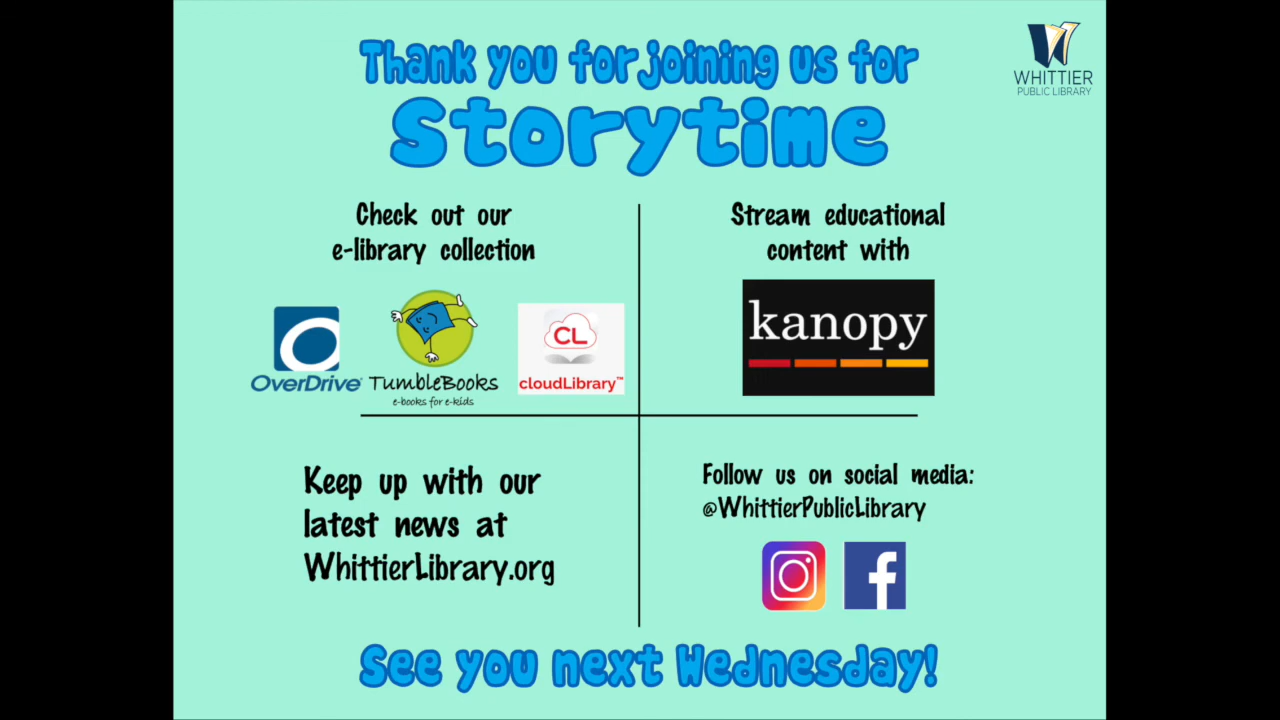 Thank you for joining us for
Storytime
WHITTIER
PUBLIC LIBRARY
Check out our
e-library collection
OverDrive®
TumbleBooks
e-books for e-kids
CL
cloudLibrary™
Stream educational
content with
kanopy
Keep up with our
latest news at
WhittierLibrary.org
Follow us on social media:
@WhittierPublicLibrary
f
See you next Wednesday!